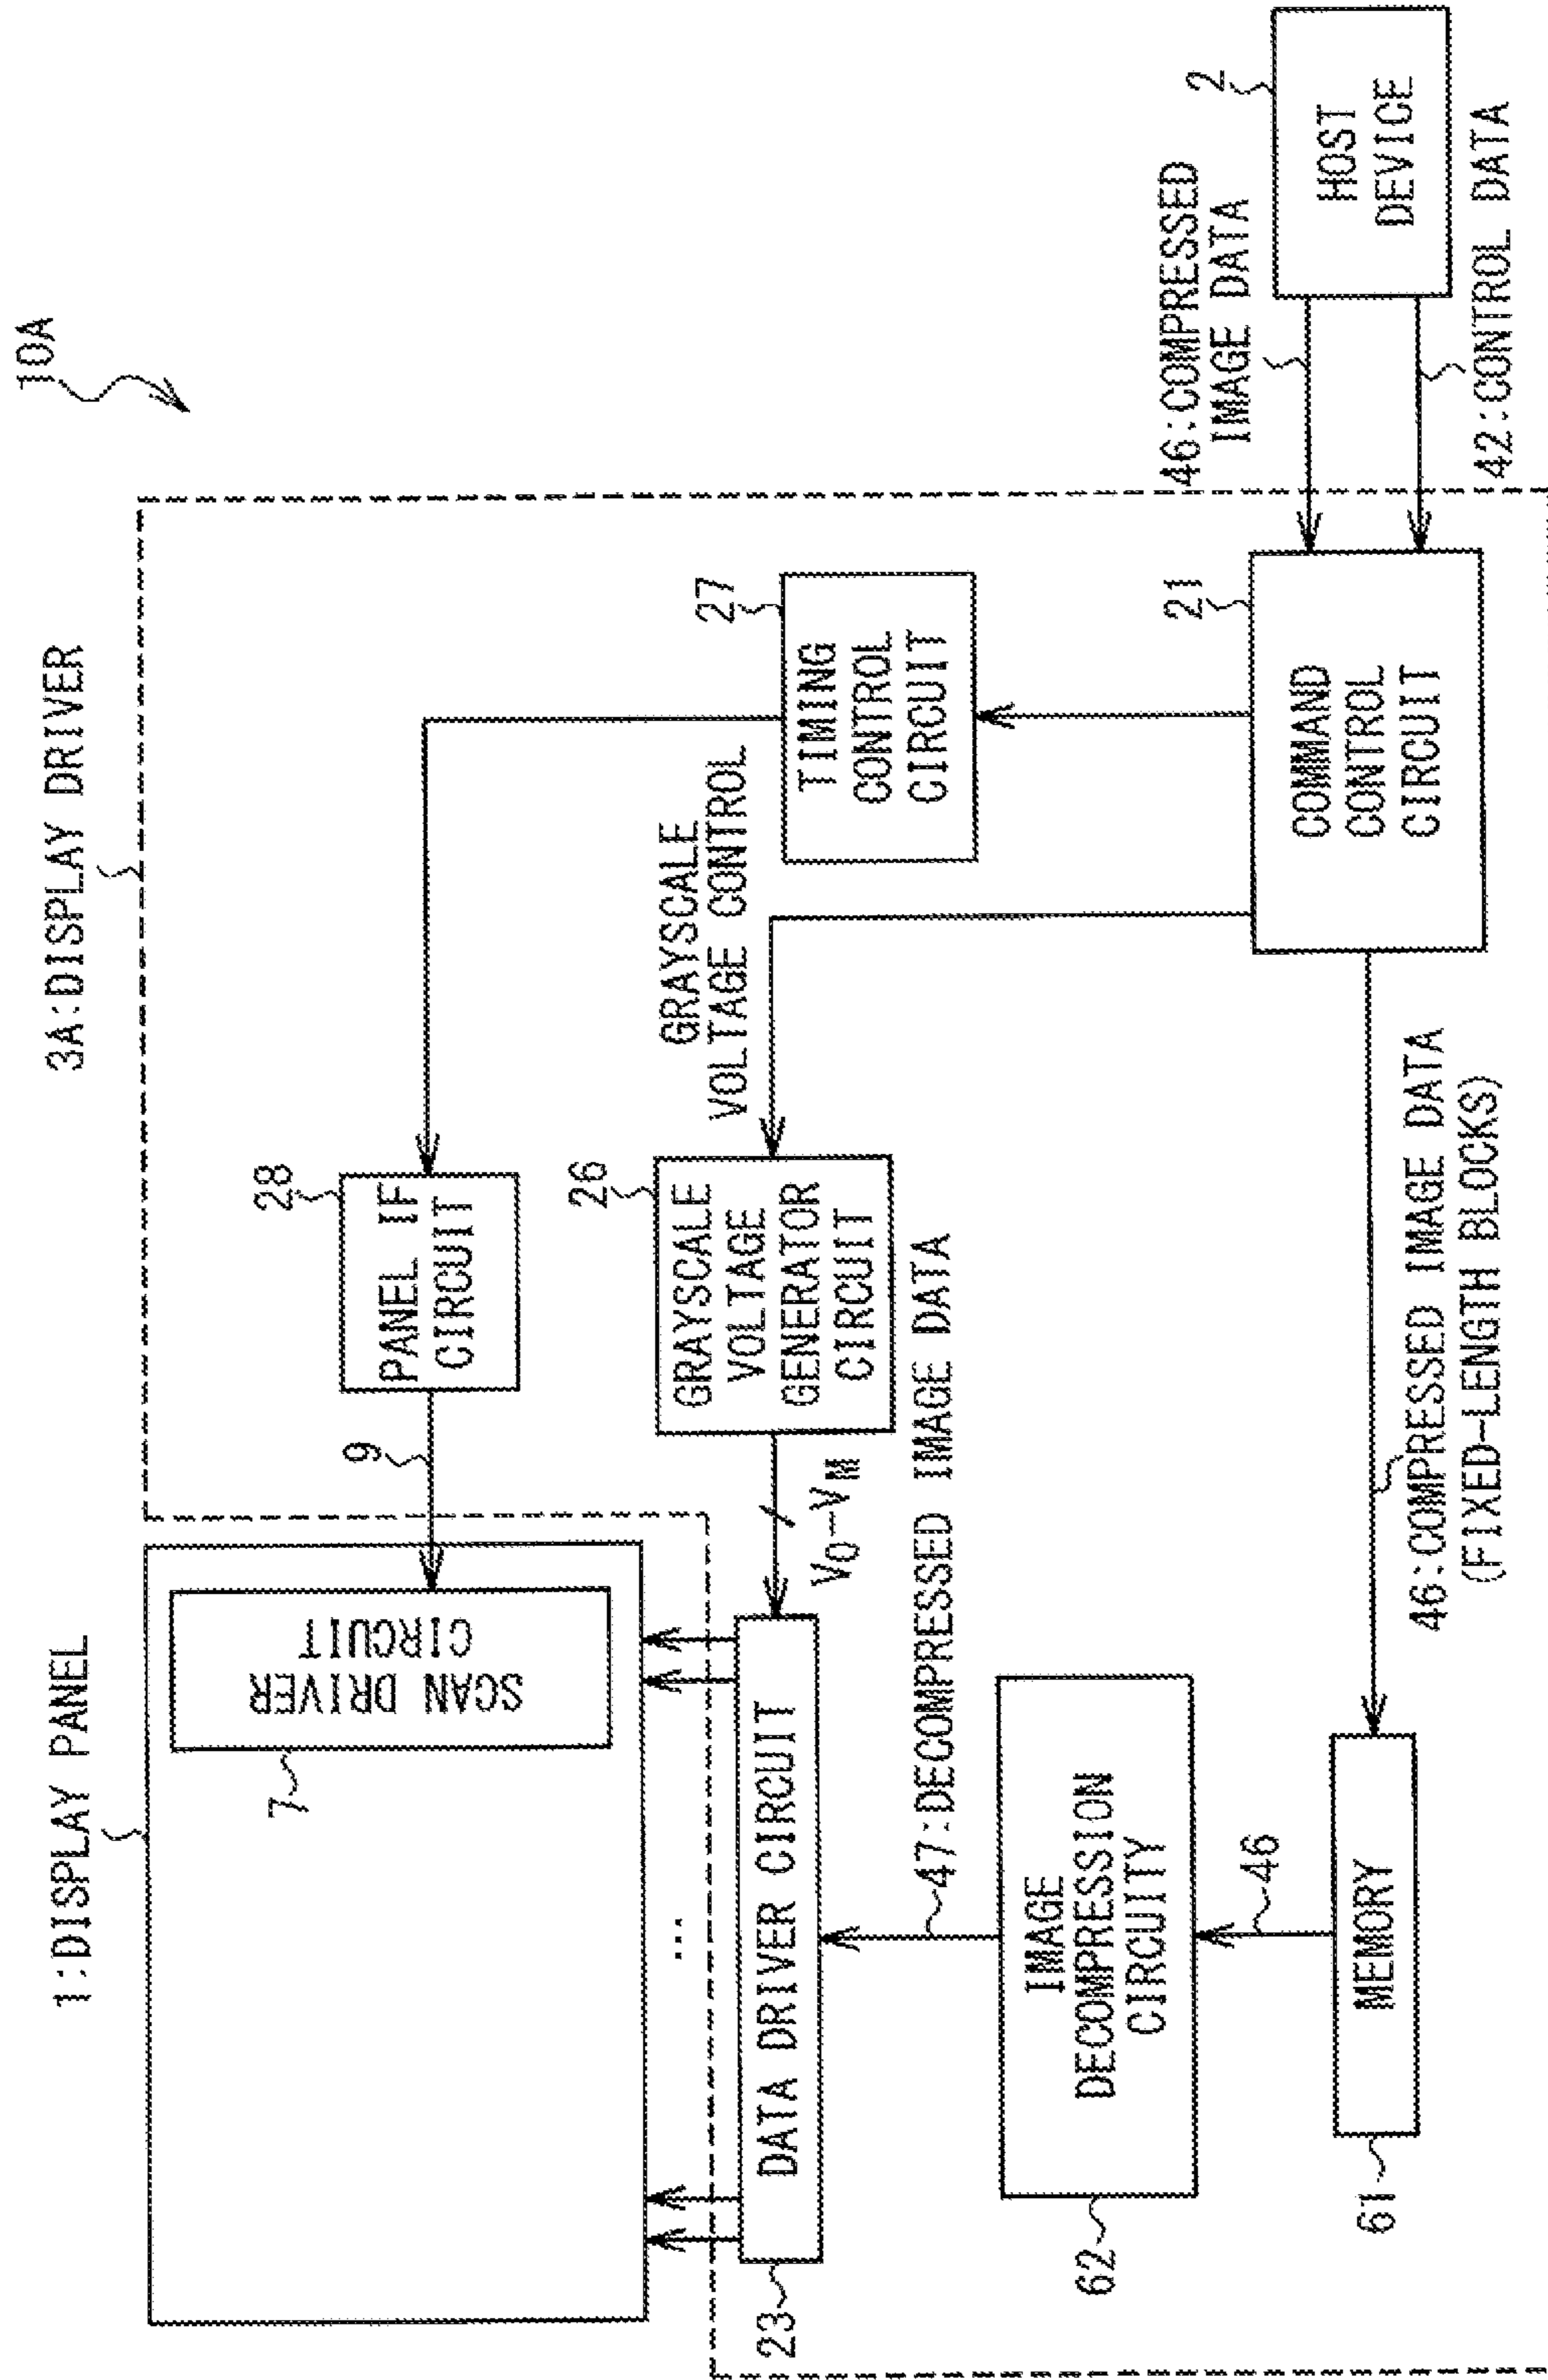 10A
3A:DISPLAY DRIVER
1:DISPLAY PANEL
SCAN DRIVER
CIRCUIT
7
9
28
PANEL IF
CIRCUIT
27
TIMING
CONTROL
CIRCUIT
GRAYSCALE
VOLTAGE CONTROL
26
GRAYSCALE
VOLTAGE
GENERATOR
CIRCUIT
V0-VM
...
23
DATA DRIVER CIRCUIT
47:DECOMPRESSED IMAGE DATA
62
IMAGE
DECOMPRESSION
CIRCUITY
46
61
MEMORY
46:COMPRESSED IMAGE DATA
(FIXED-LENGTH BLOCKS)
21
COMMAND
CONTROL
CIRCUIT
46:COMPRESSED
IMAGE DATA
42:CONTROL DATA
2
HOST
DEVICE